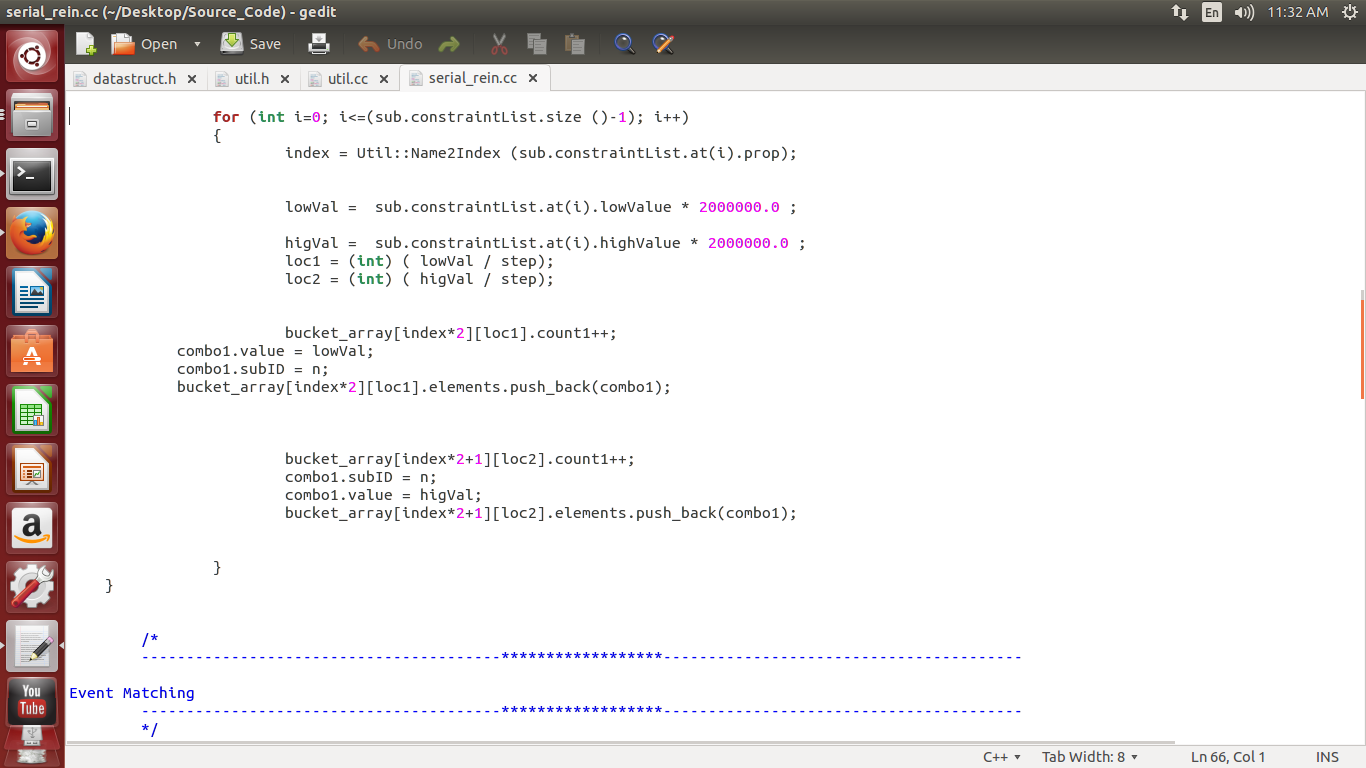 serial_rein.cc (~/Desktop/Source_Code) - gedit
En
11:32 AM
Open
Save
Undo
datastruct.h
util.h
util.cc
serial_rein.cc
for (int i=0; i<=(sub.constraintList.size ()-1); i++)
{
index = Util::Name2Index (sub.constraintList.at(i).prop);
lowVal =  sub.constraintList.at(i).lowValue * 2000000.0 ;
higVal =  sub.constraintList.at(i).highValue * 2000000.0 ;
loc1 = (int) ( lowVal / step);
loc2 = (int) ( higVal / step);
bucket_array[index*2][loc1].count1++;
combo1.value = lowVal;
combo1.subID = n;
bucket_array[index*2][loc1].elements.push_back(combo1);
bucket_array[index*2+1][loc2].count1++;
combo1.subID = n;
combo1.value = higVal;
bucket_array[index*2+1][loc2].elements.push_back(combo1);
}
}
/*
----------------------------------------******************----------------------------------------
Event Matching
----------------------------------------******************----------------------------------------
*/
You
Tube
C++
Tab Width: 8
Ln 66, Col 1
INS